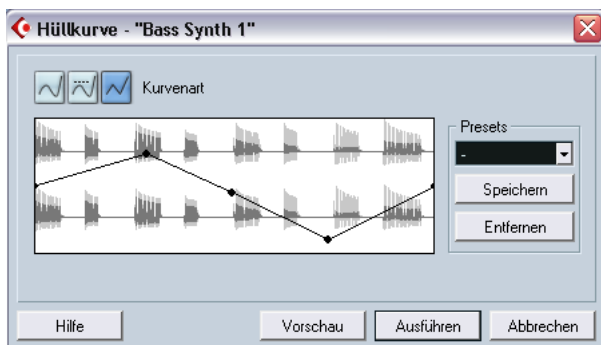 Hüllkurve - "Bass Synth 1"
Kurvenart
Presets
-
Speichern
Entfernen
Hilfe
Vorschau
Ausführen
Abbrechen